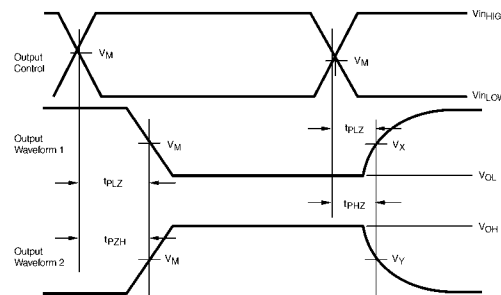 VinHIG
Output
Control
VM
VM
VinLOW
tPLZ
Output
Waveform 1
VM
VX
tPLZ
VOL
tPHZ
VOH
tPZH
Output
Waveform 2
VM
VY